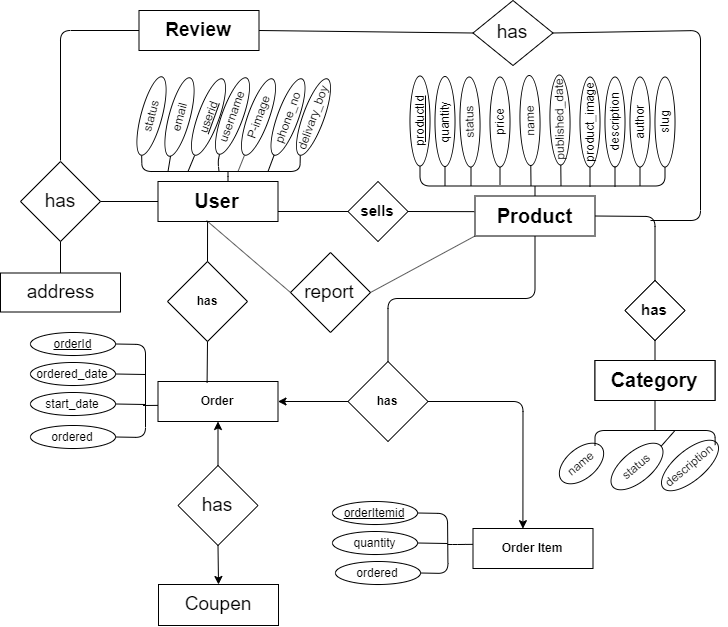 Review
has
status
email
userid
username
P-image
phone_no
delivary_boy
productId
quantity
status
price
name
published_date
product_image
description
author
slug
has
User
sells
Product
address
has
report
has
Category
name
status
description
orderId
ordered_date
start_date
ordered
Order
has
has
Coupen
orderItemid
quantity
ordered
Order Item